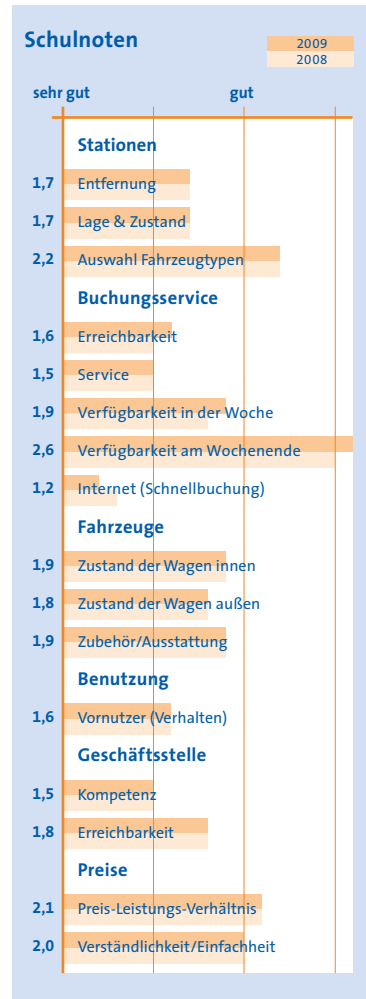 Schulnoten
2009
2008
sehr gut gut
Stationen
1,7 Entfernung
1,7 Lage & Zustand
2,2 Auswahl Fahrzeugtypen
Buchungsservice
1,6 Erreichbarkeit
1,5 Service
1,9 Verfügbarkeit in der Woche
2,6 Verfügbarkeit am Wochenende
1,2 Internet (Schnellbuchung)
Fahrzeuge
1,9 Zustand der Wagen innen
1,8 Zustand der Wagen außen
1,9 Zubehör/Ausstattung
Benutzung
1,6 Vornutzer (Verhalten)
Geschäftsstelle
1,5 Kompetenz
1,8 Erreichbarkeit
Preise
2,1 Preis-Leistungs-Verhältnis
2,0 Verständlichkeit/Einfachheit